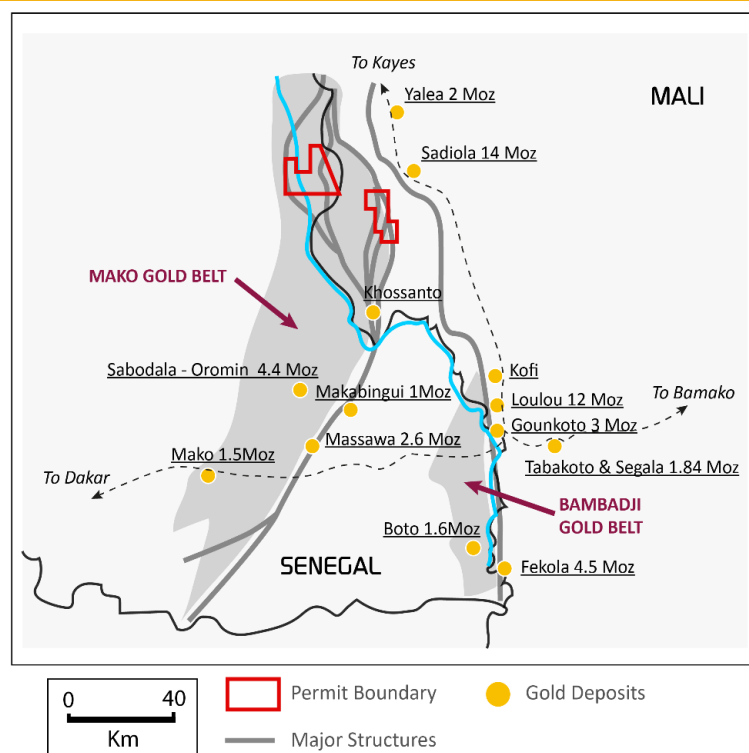 To Kayes
Yalea 2 Moz
MALI
Sadiola 14 Moz
MAKO GOLD BELT
Khossanto
Sabodala - Oromin  4.4 Moz
Kofi
Makabingui 1Moz
Loulou 12 Moz
To Bamako
Gounkoto 3 Moz
Massawa 2.6 Moz
Mako 1.5Moz
Tabakoto & Segala 1.84 Moz
To Dakar
BAMBADJI
GOLD BELT
Boto 1.6Moz
SENEGAL
Fekola 4.5 Moz
0 40
Km
Permit Boundary
Gold Deposits
Major Structures